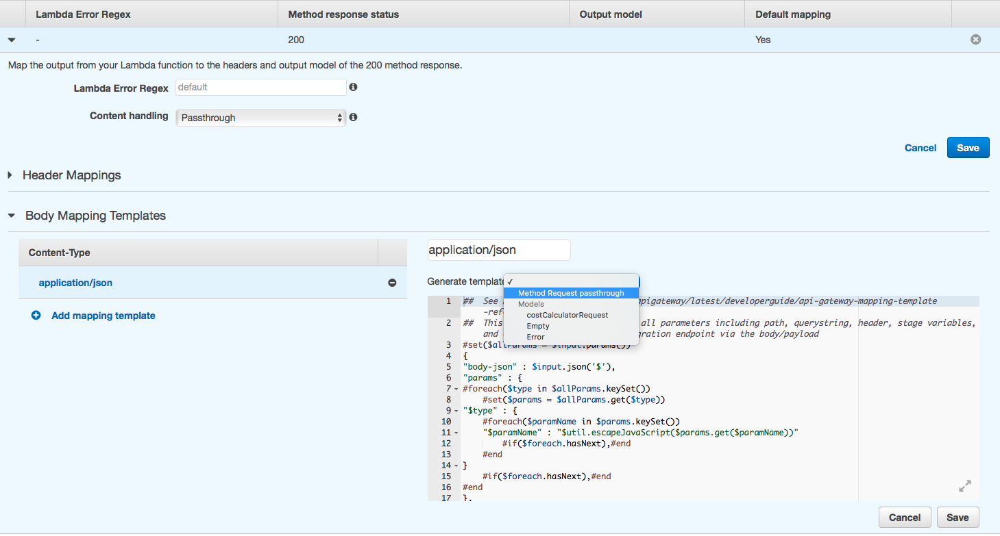 Lambda Error Regex Method response status Output model Default mapping
- 200 Yes
Map the output from your Lambda function to the headers and output model of the 200 method response.
Lambda Error Regex default
Content handling Passthrough
Cancel Save
Header Mappings
Body Mapping Templates
Content-Type
application/json
Add mapping template
application/json
Generate template
Method Request passthrough
Models
costCalculatorRequest
Empty
Error
1 ## See apigateway/latest/developerguide/api-gateway-mapping-template
2 ## This all parameters including path, querystring, header, stage variables,
and endpoint via the body/payload
3 #set($allParams = $input.params())
4 {
5 "body-json" : $input.json('$'),
6 "params" : {
7 #foreach($type in $allParams.keySet())
8 #set($params = $allParams.get($type))
9 "$type" : {
10 #foreach($paramName in $params.keySet())
11 "$paramName" : "$util.escapeJavaScript($params.get($paramName))"
12 #if($foreach.hasNext),#end
13 #end
14 }
15 #if($foreach.hasNext),#end
16 #end
17 },
Cancel Save